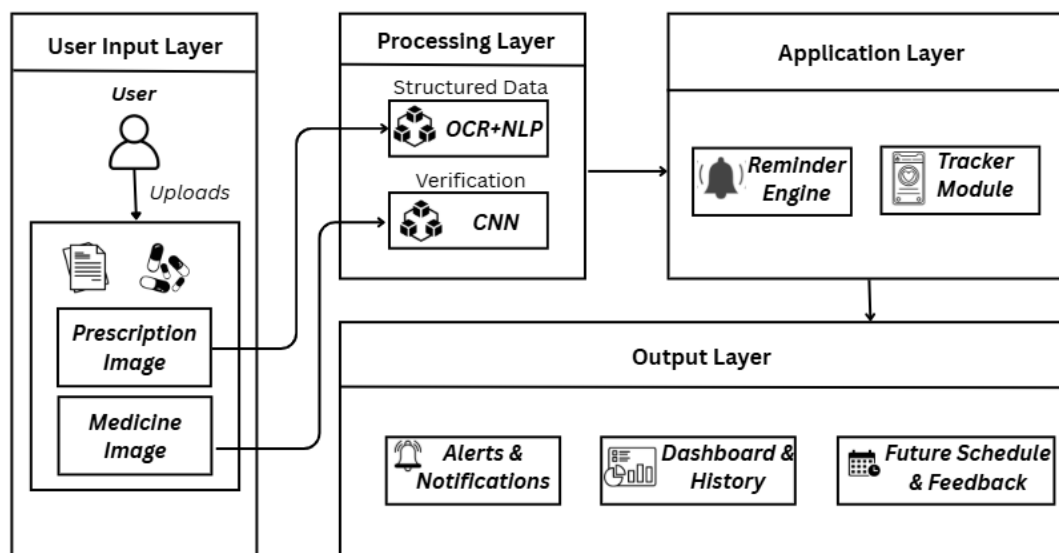 User Input Layer
User
Uploads
Prescription
Image
Medicine
Image
Processing Layer
Structured Data
OCR+NLP
Verification
CNN
Application Layer
Reminder
Engine
Tracker
Module
Output Layer
Alerts &
Notifications
Dashboard &
History
Future Schedule
& Feedback